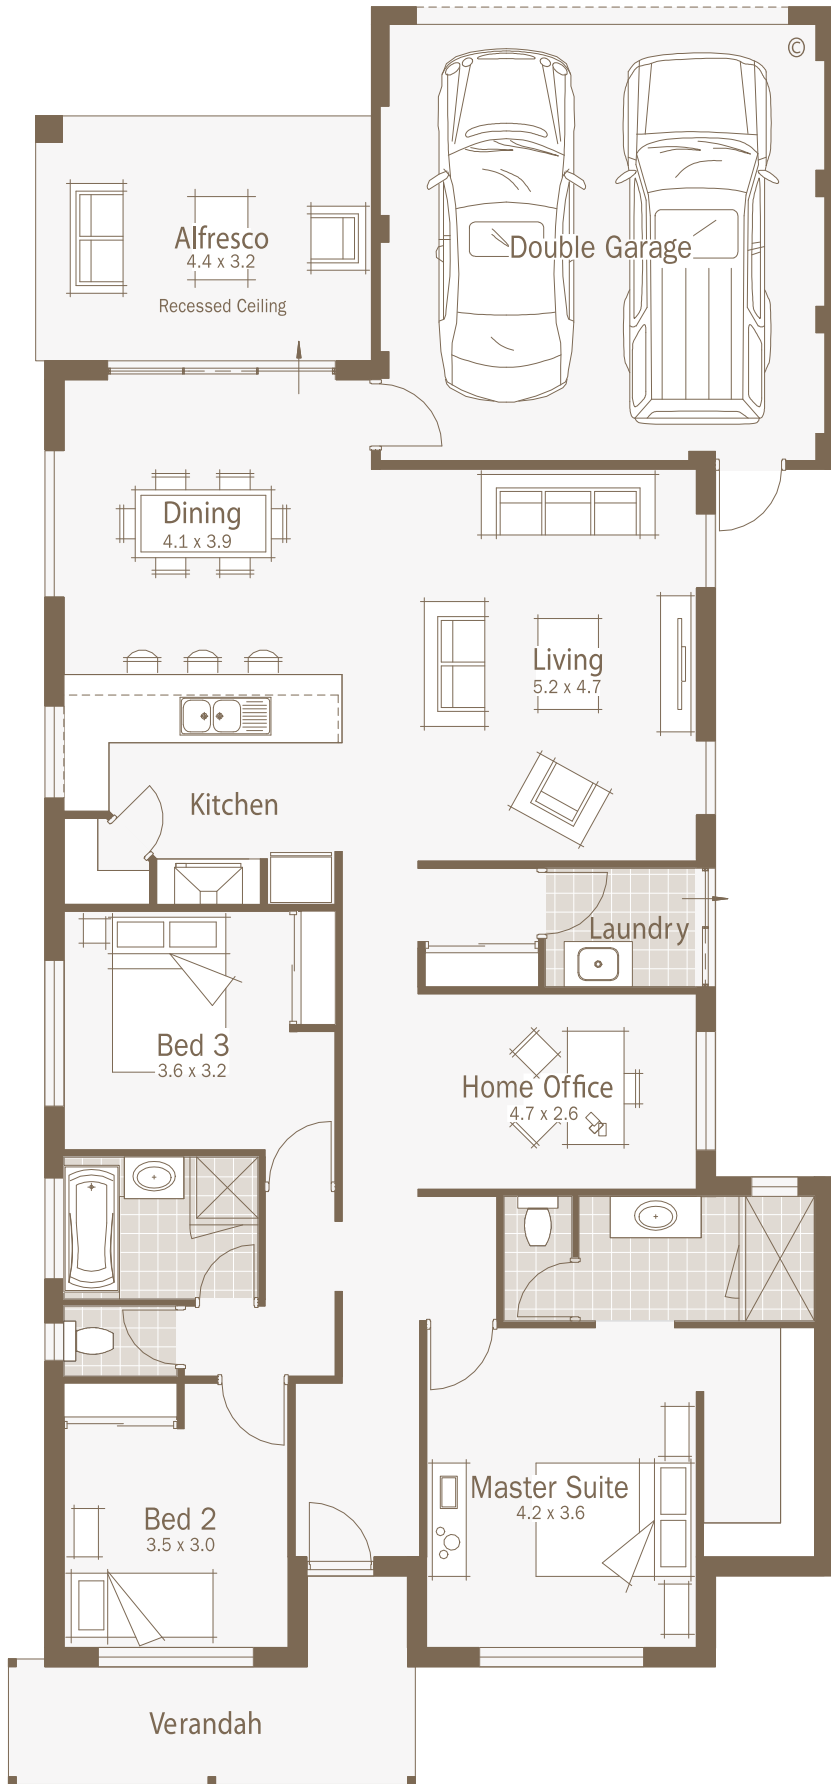 ©
Alfresco
4.4 x 3.2
Recessed Ceiling
Double Garage
Dining
4.1 x 3.9
Living
5.2 x 4.7
Kitchen
Laundry
Bed 3
3.6 x 3.2
Home Office
4.7 x 2.6
Master Suite
4.2 x 3.6
Bed 2
3.5 x 3.0
Verandah